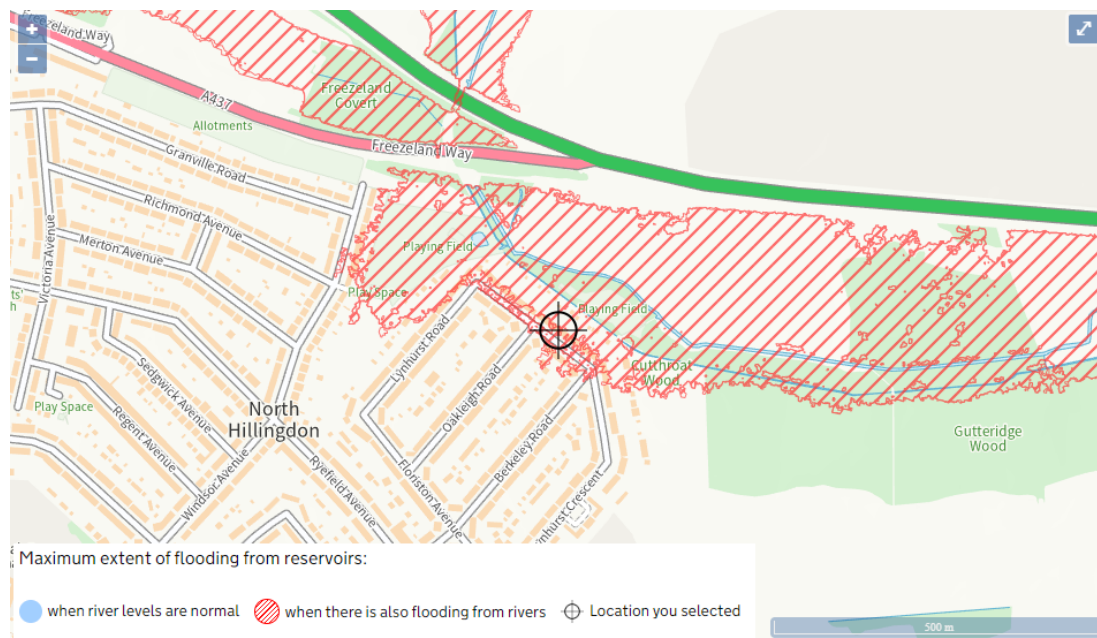 Freezeland Way
+
−
Freezeland
Covert
A437
Allotments
Freezeland Way
Granville Road
Richmond Avenue
Victoria Avenue
Merton Avenue
Playing Field
Play Space
Playing Field
Lynhurst Road
Cutthroat
Wood
Sedgwick Avenue
Oakleigh Road
Play Space
Regent Avenue
North
Hillingdon
Berkeley Road
Gutteridge
Wood
Windsor Avenue
Ryefield Avenue
Floriston Avenue
ynhurst Crescent
Maximum extent of flooding from reservoirs:
when river levels are normal
when there is also flooding from rivers
Location you selected
500 m